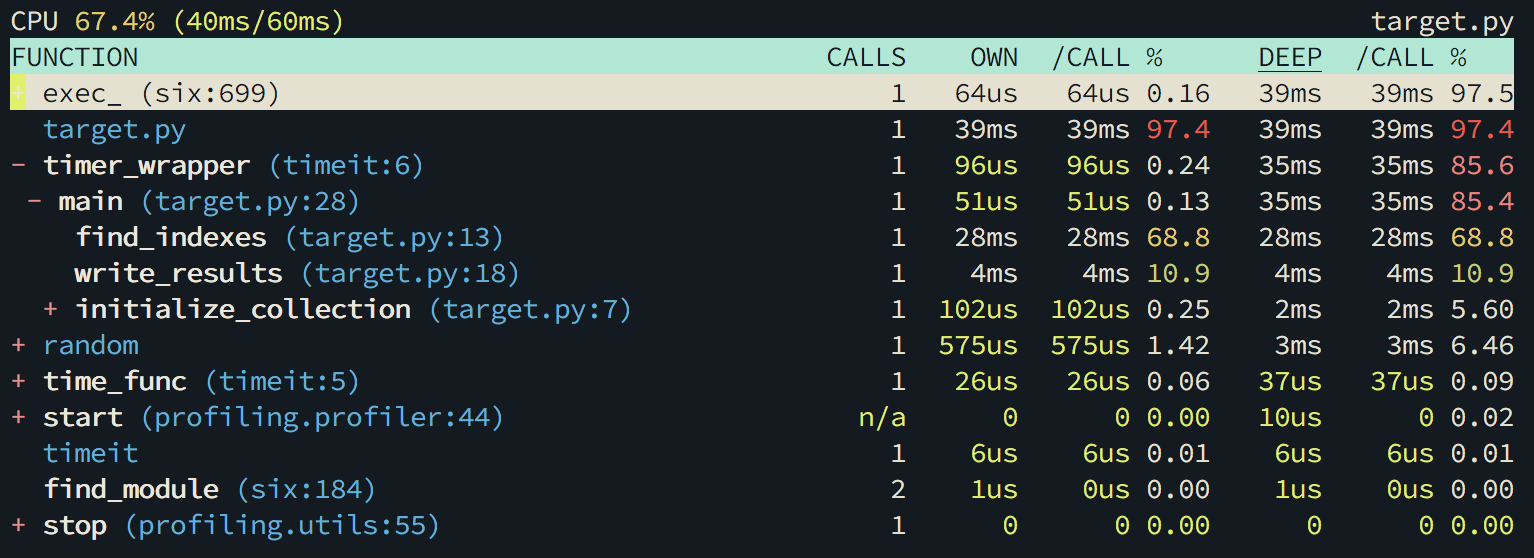 CPU 67.4% (40ms/60ms) target.py
FUNCTION CALLS OWN /CALL % DEEP /CALL %
+ exec_ (six:699) 1 64us 64us 0.16 39ms 39ms 97.5
target.py 1 39ms 39ms 97.4 39ms 39ms 97.4
- timer_wrapper (timeit:6) 1 96us 96us 0.24 35ms 35ms 85.6
- main (target.py:28) 1 51us 51us 0.13 35ms 35ms 85.4
find_indexes (target.py:13) 1 28ms 28ms 68.8 28ms 28ms 68.8
write_results (target.py:18) 1 4ms 4ms 10.9 4ms 4ms 10.9
+ initialize_collection (target.py:7) 1 102us 102us 0.25 2ms 2ms 5.60
+ random 1 575us 575us 1.42 3ms 3ms 6.46
+ time_func (timeit:5) 1 26us 26us 0.06 37us 37us 0.09
+ start (profiling.profiler:44) n/a 0 0 0.00 10us 0 0.02
timeit 1 6us 6us 0.01 6us 6us 0.01
find_module (six:184) 2 1us 0us 0.00 1us 0us 0.00
+ stop (profiling.utils:55) 1 0 0 0.00 0 0 0.00